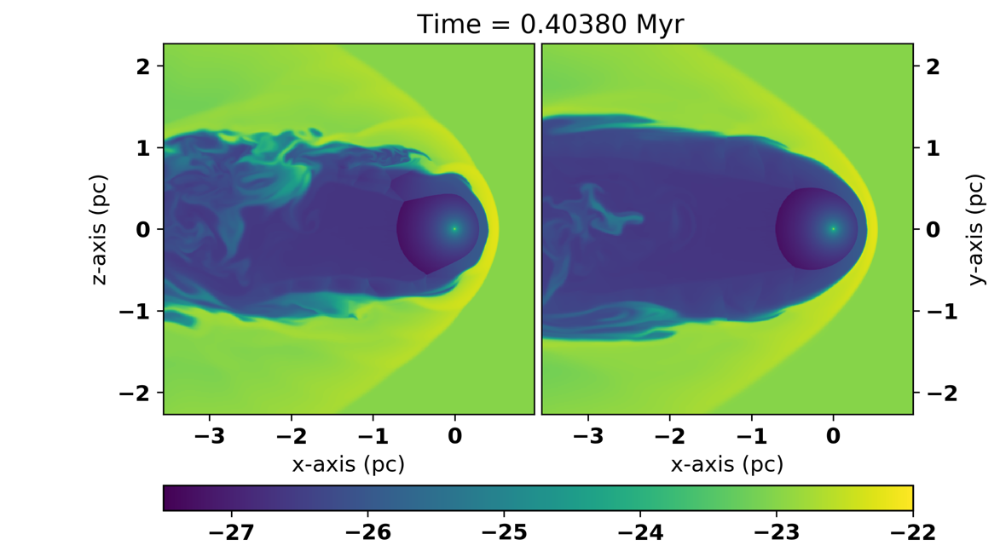 Time = 0.40380 Myr
2
1
0
−1
−2
z-axis (pc)
2
1
0
−1
−2
y-axis (pc)
−3 −2 −1 0
x-axis (pc)
−3 −2 −1 0
x-axis (pc)
−27 −26 −25 −24 −23 −22